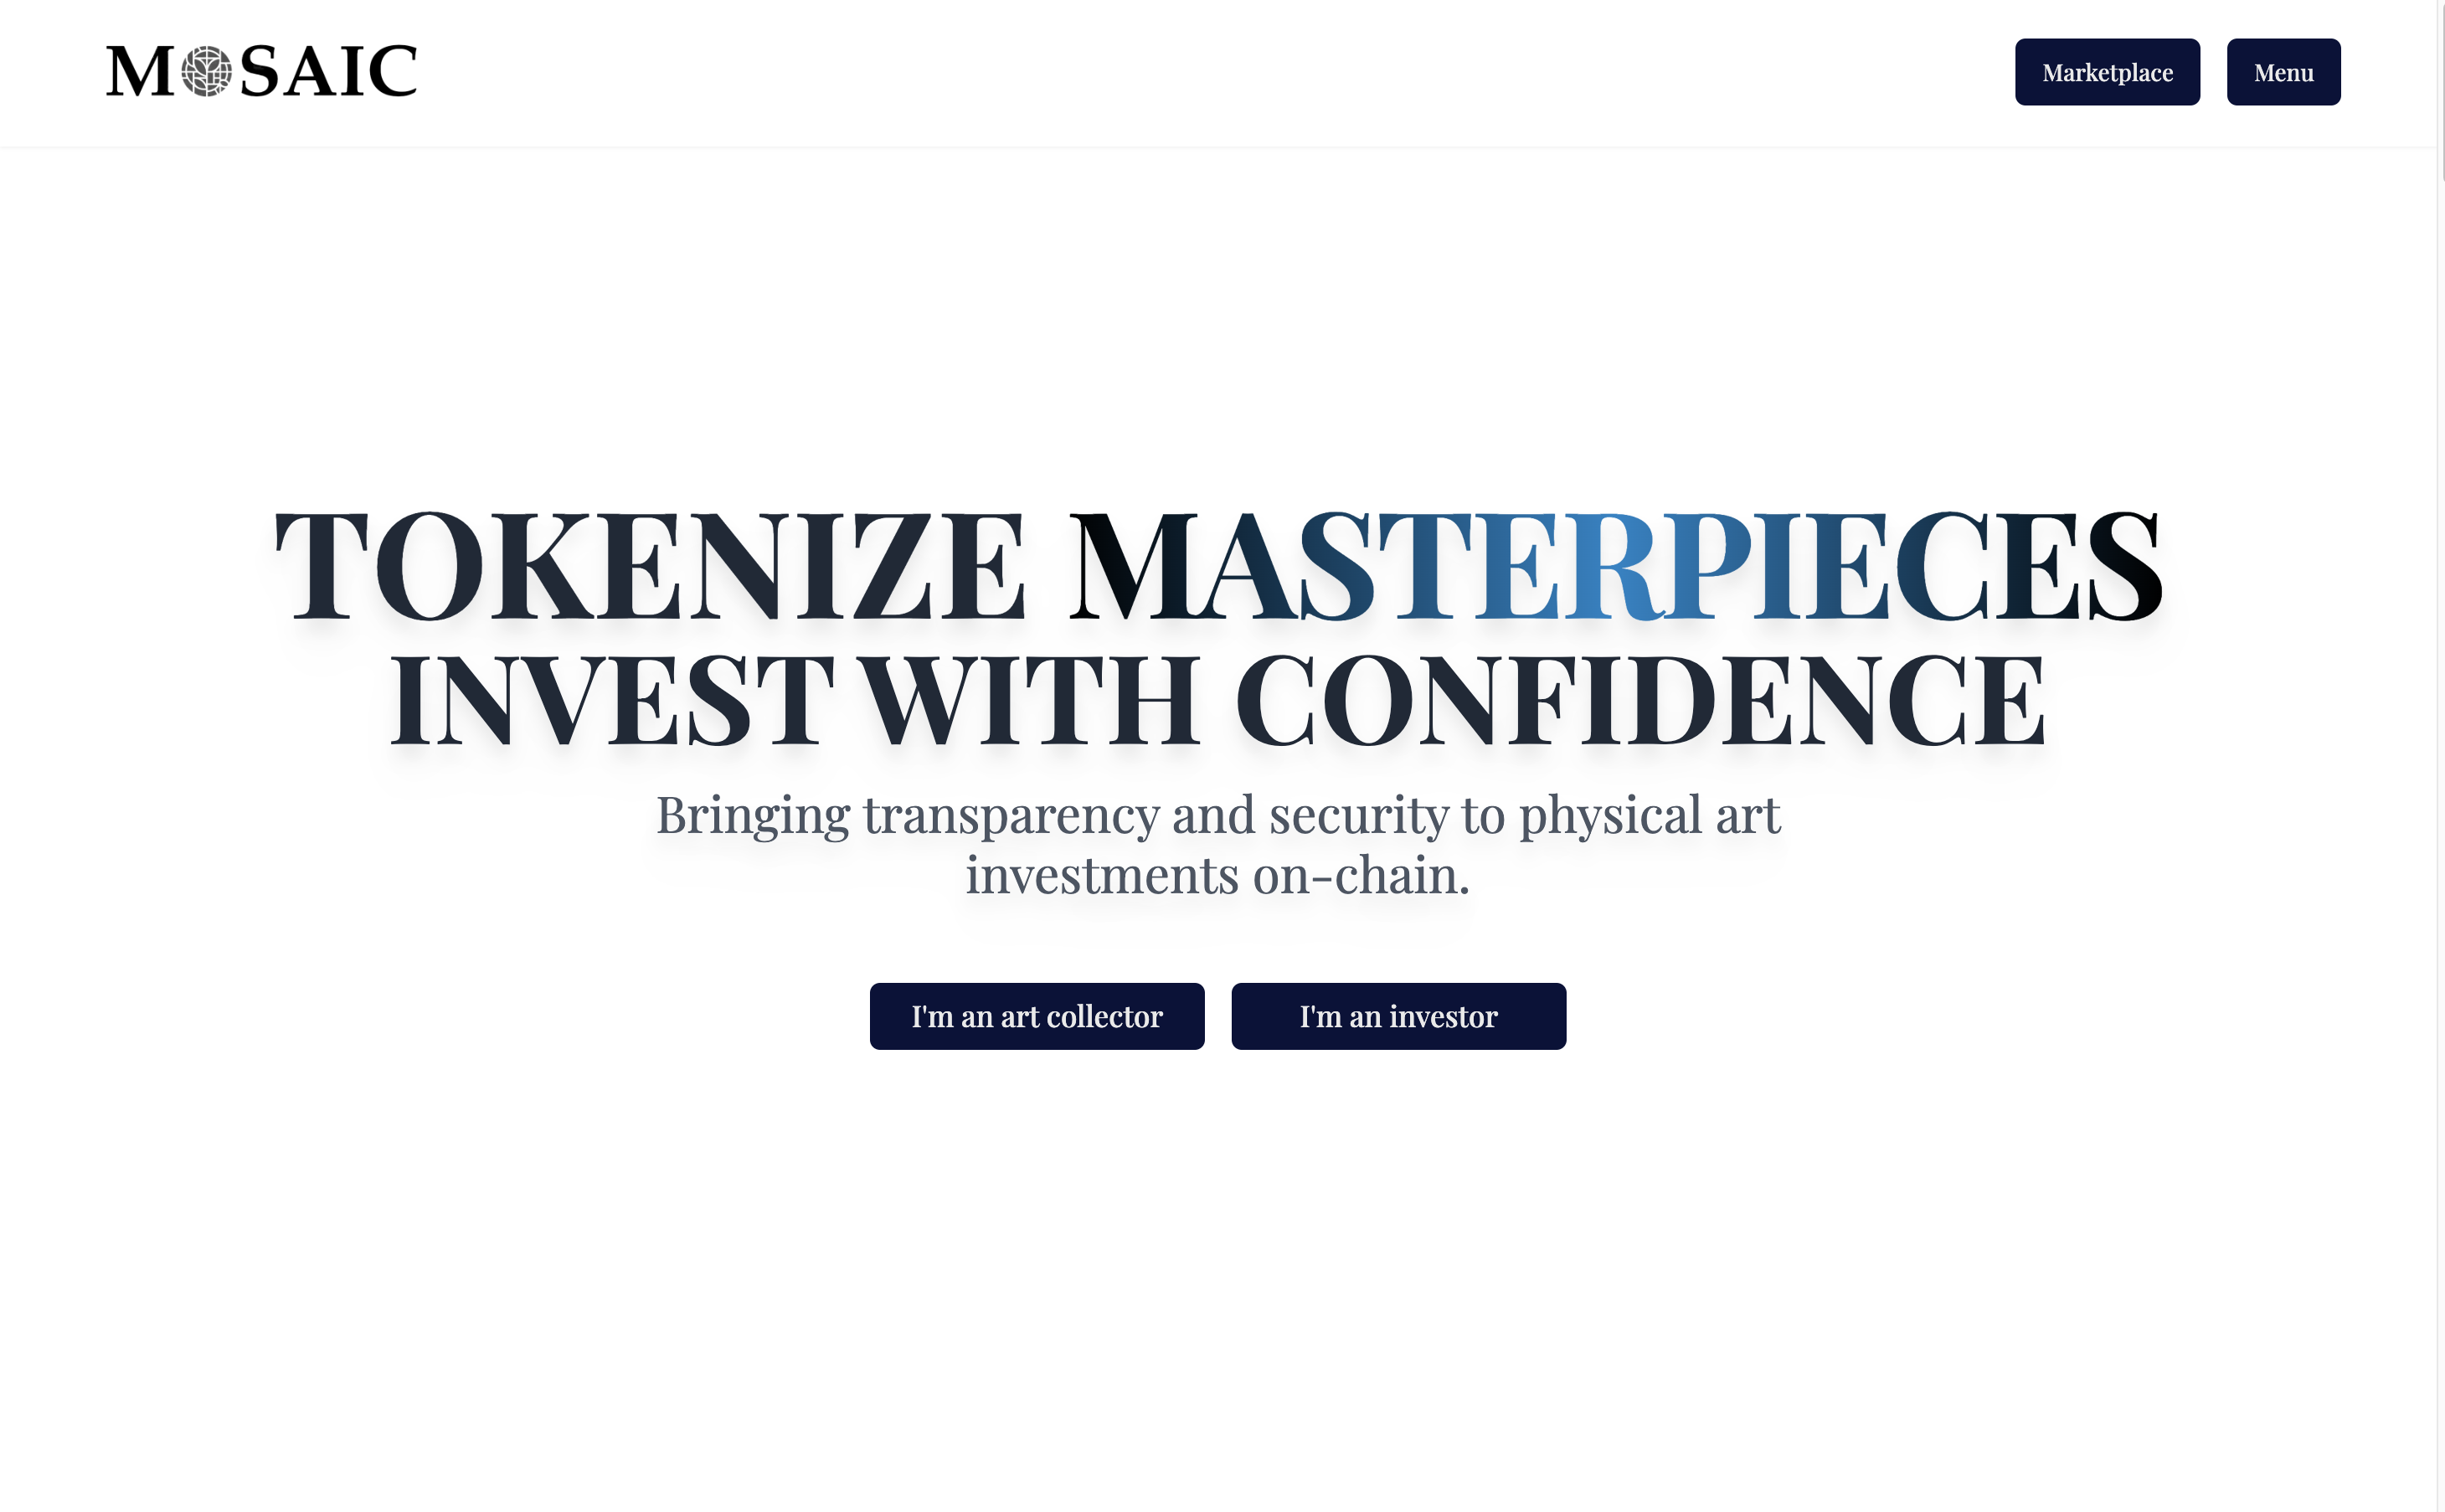 MOSAIC
Marketplace
Menu
TOKENIZE MASTERPIECES
INVEST WITH CONFIDENCE
Bringing transparency and security to physical art
investments on-chain.
I'm an art collector
I'm an investor